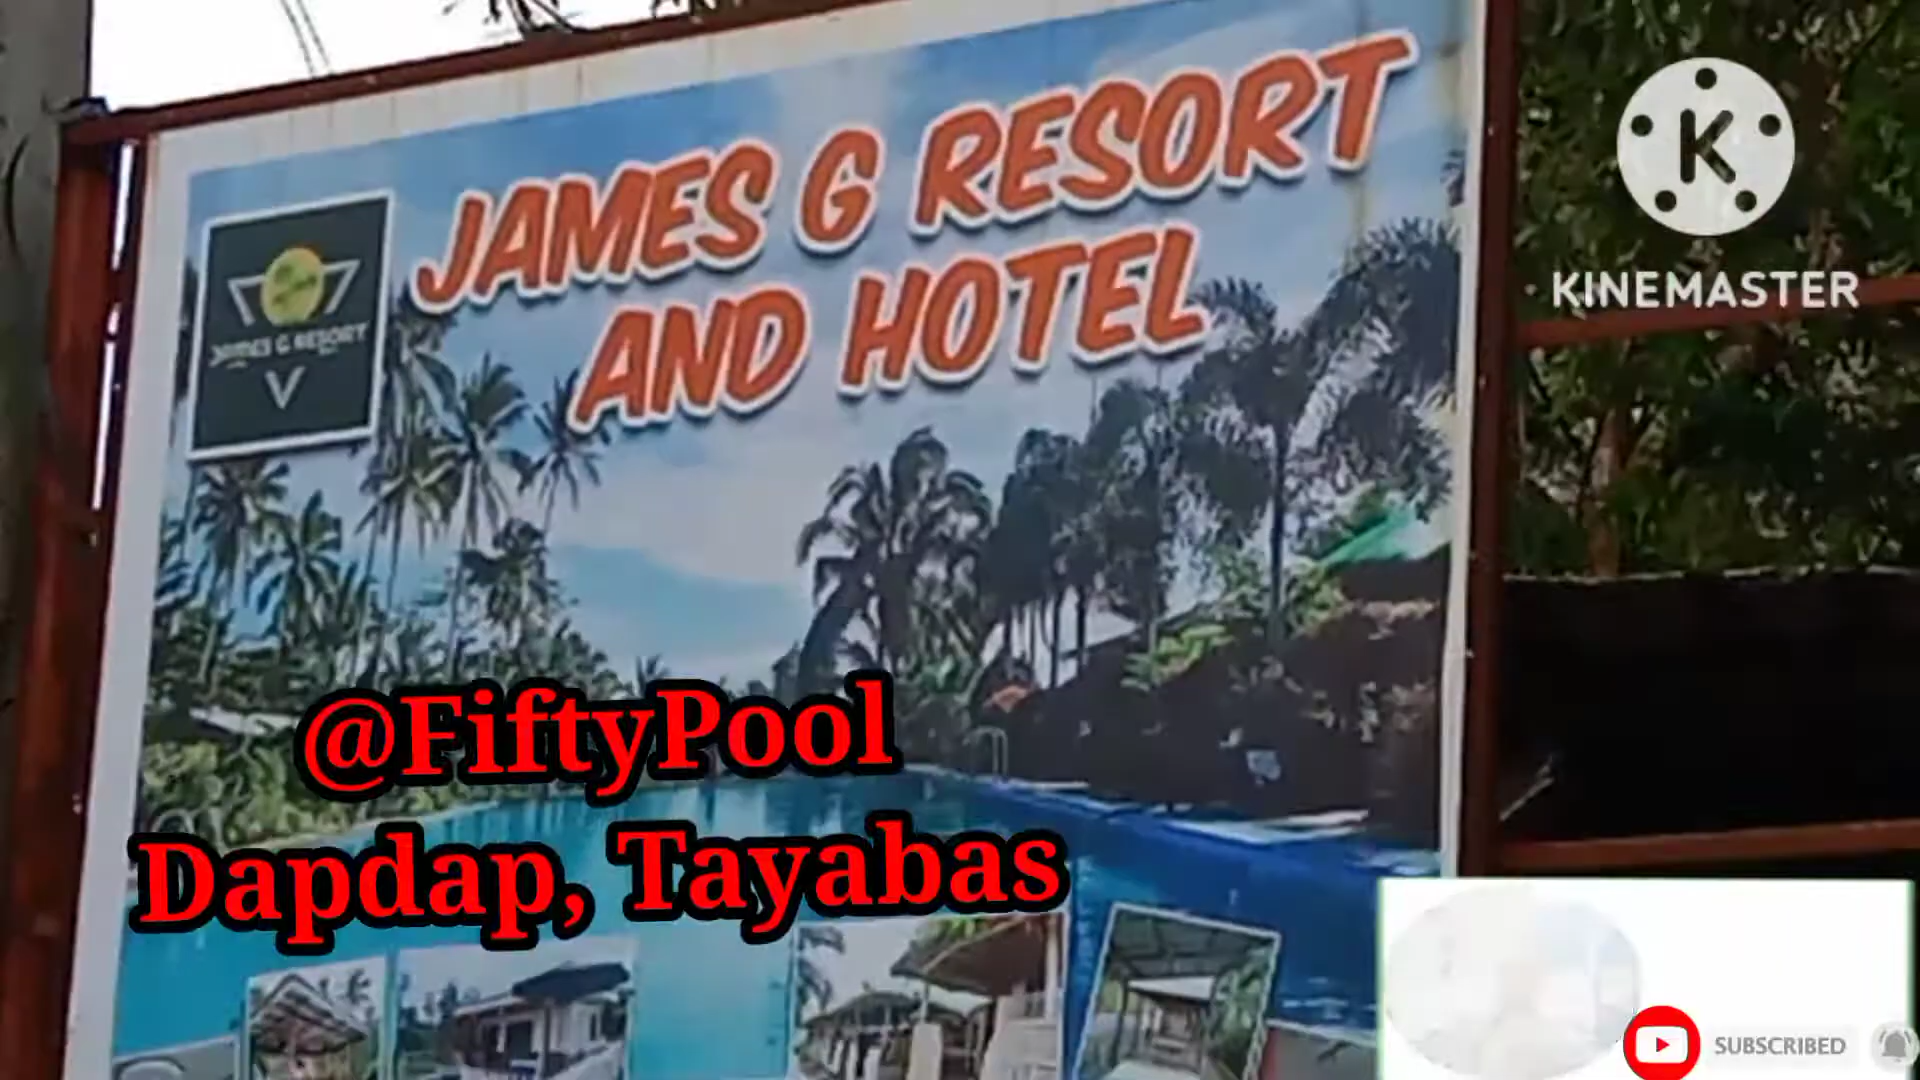 JAMES G RESORT
AND HOTEL
JAMES G RESORT
K
KINEMASTER
@FiftyPool
Dapdap, Tayabas
SUBSCRIBED